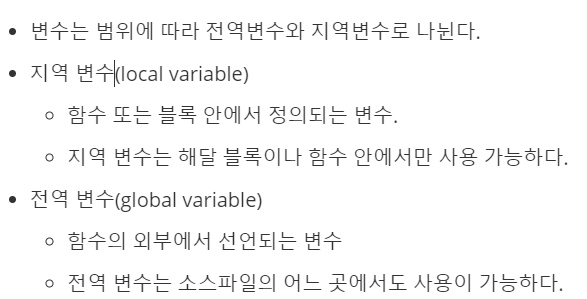 변수는 범위에 따라 전역변수와 지역변수로 나뉜다.
지역 변수(local variable)
함수 또는 블록 안에서 정의되는 변수.
지역 변수는 해달 블록이나 함수 안에서만 사용 가능하다.
전역 변수(global variable)
함수의 외부에서 선언되는 변수
전역 변수는 소스파일의 어느 곳에서도 사용이 가능하다.